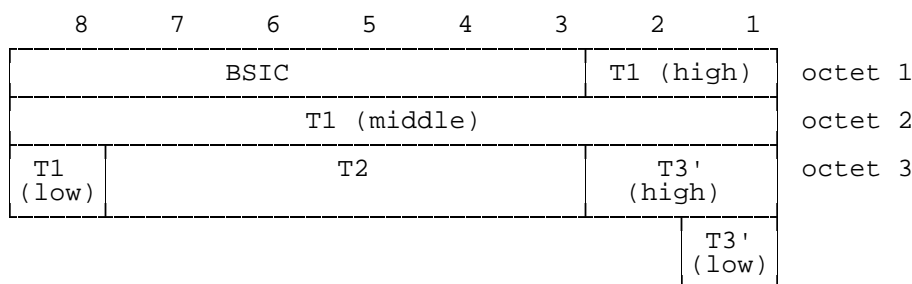 8 7 6 5 4 3 2 1
BSIC T1 (high) octet 1
T1 (middle) octet 2
T1 T2 T3' octet 3
(low) (high)
T3'
(low)